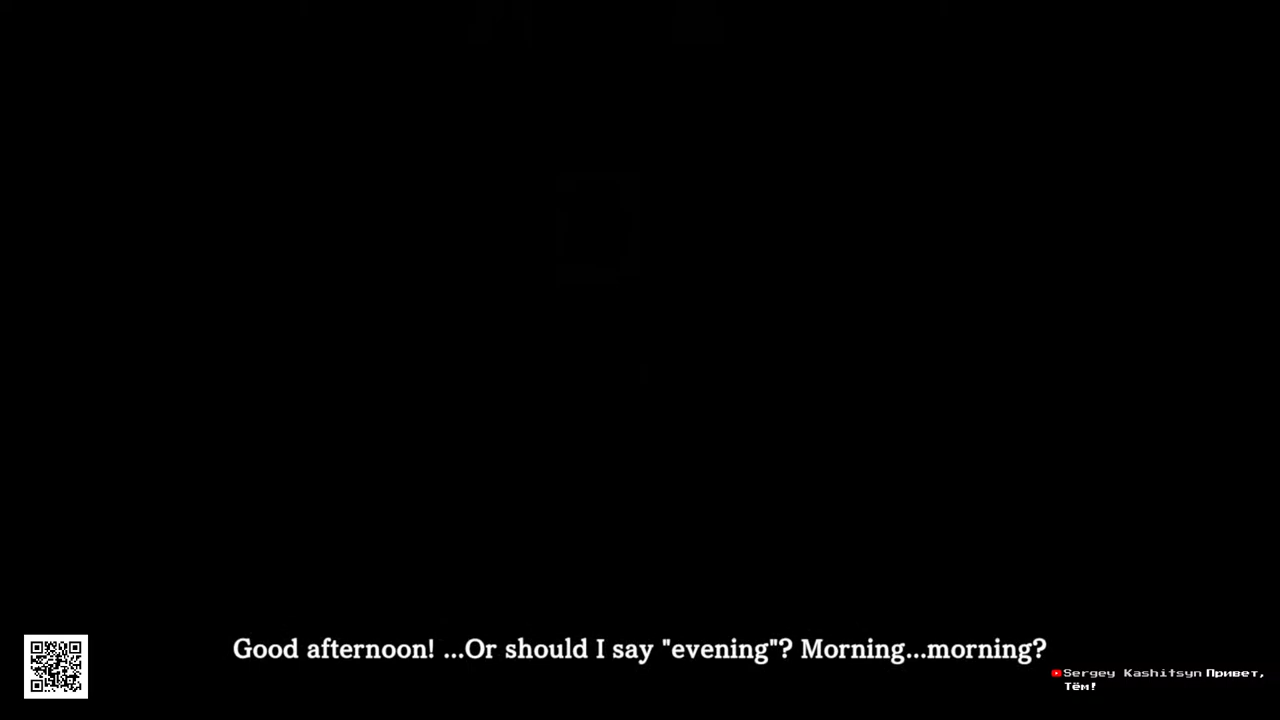 Good afternoon! ...Or should I say "evening"? Morning...morning?
Sergey Kashitsyn Привет,
Тём!